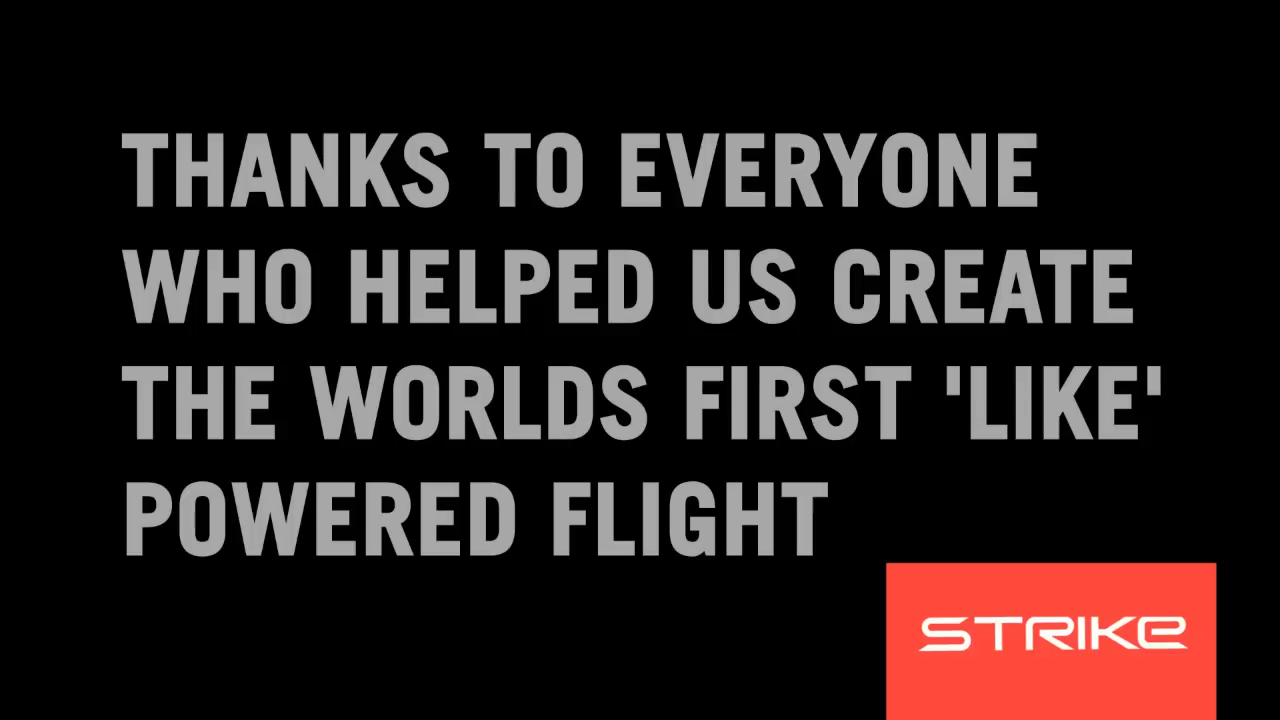 THANKS TO EVERYONE
WHO HELPED US CREATE
THE WORLDS FIRST 'LIKE'
POWERED FLIGHT
STRIKE